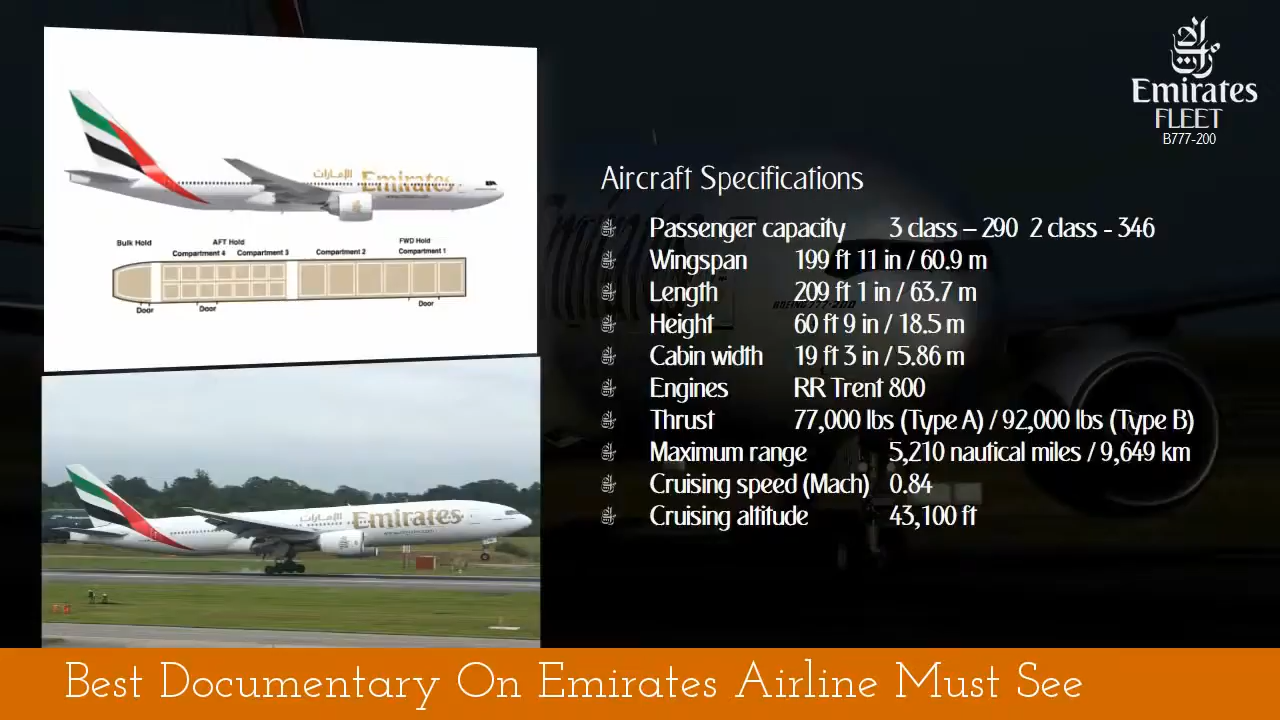 الإمارات
Emirates
Bulk Hold
AFT Hold
FWD Hold
Compartment 4
Compartment 3
Compartment 2
Compartment 1
Door
Door
Door
الإمارات
Emirates
Emirates
FLEET
B777-200
Aircraft Specifications
Passenger capacity 3 class – 290 2 class - 346
Wingspan 199 ft 11 in / 60.9 m
Length 209 ft 1 in / 63.7 m
Height 60 ft 9 in / 18.5 m
Cabin width 19 ft 3 in / 5.86 m
Engines RR Trent 800
Thrust 77,000 lbs (Type A) / 92,000 lbs (Type B)
Maximum range 5,210 nautical miles / 9,649 km
Cruising speed (Mach) 0.84
Cruising altitude 43,100 ft
BOEING 777-200
Best Documentary On Emirates Airline Must See